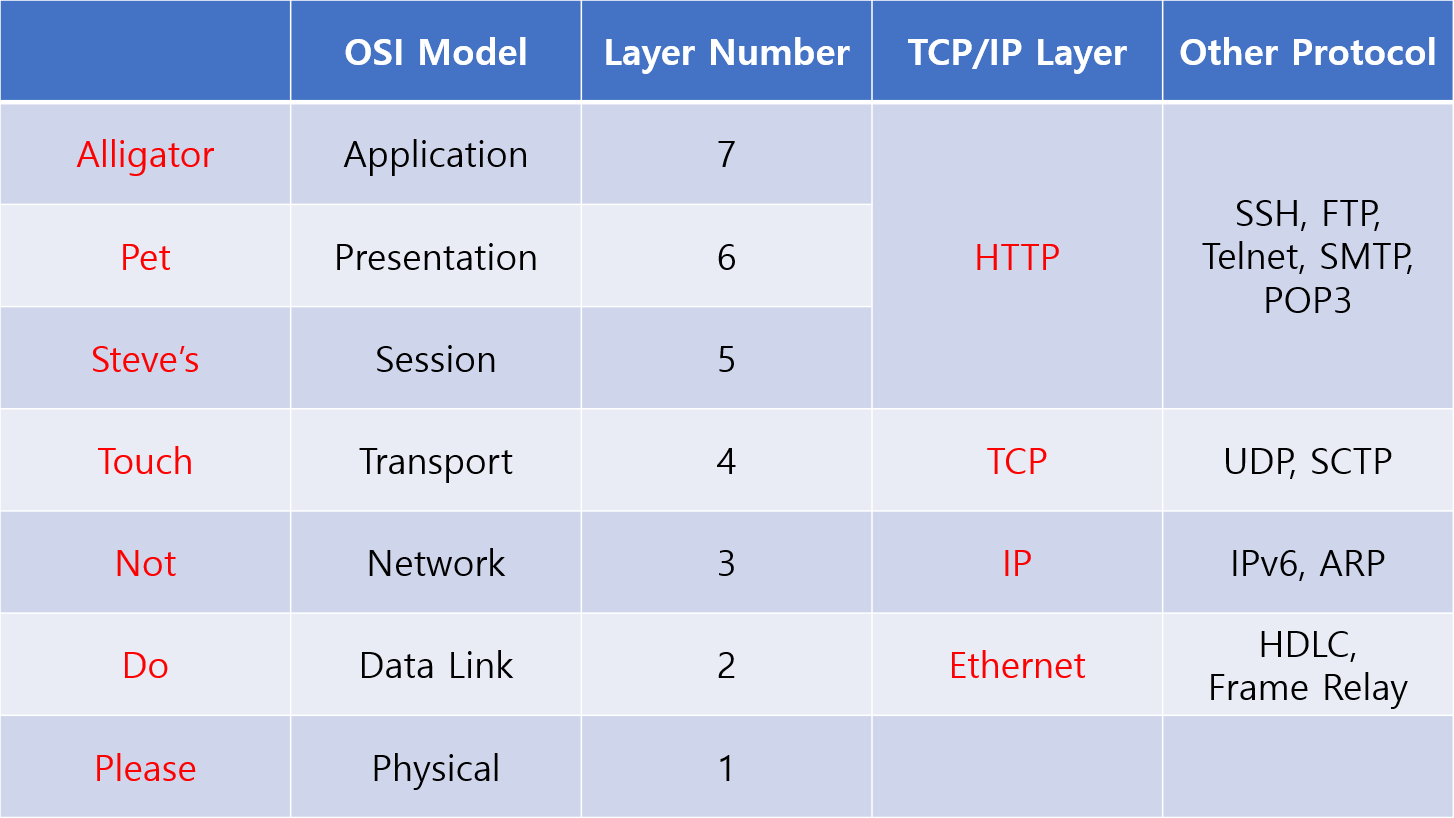 OSI Model Layer Number TCP/IP Layer Other Protocol
Alligator Application 7
Pet Presentation 6 HTTP SSH, FTP,
Telnet, SMTP,
POP3
Steve’s Session 5
Touch Transport 4 TCP UDP, SCTP
Not Network 3 IP IPv6, ARP
Do Data Link 2 Ethernet HDLC,
Frame Relay
Please Physical 1